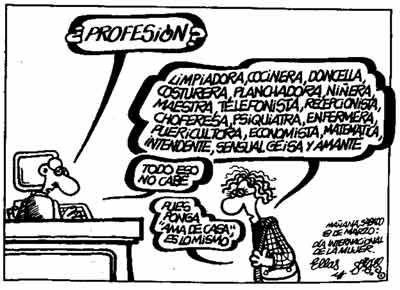 PROFESIÓN
LIMPIADORA, COCINERA, DONCELLA,
COSTURERA, PLANCHADORA, NIÑERA,
MAESTRA, TELEFONISTA, RECEPCIONISTA,
CHOFERESA, PSIQUIATRA, ENFERMERA,
PUERICULTORA, ECONOMISTA, MATEMÁTICA,
INTENDENTE, SENSUAL GEISA Y AMANTE
TODO ESO
NO CABE
PUES
PONGA
"AMA DE CASA"
ES LO MISMO
MAÑANA, SÁBADO
8 DE MARZO:
DÍA INTERNACIONAL
DE LA MUJER
Ellas